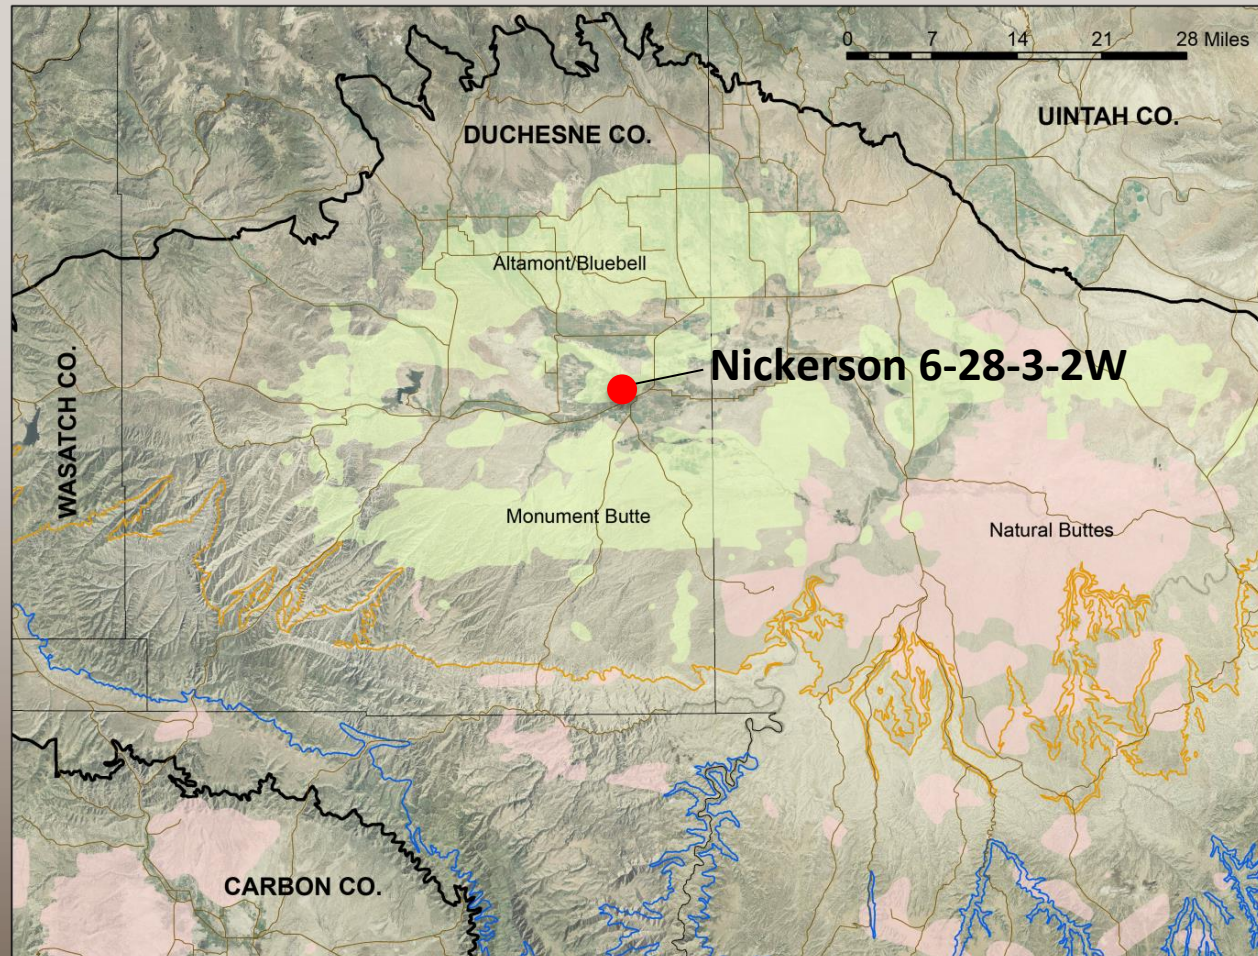 0 7 14 21 28 Miles
UINTAH CO.
DUCHESNE CO.
Altamont/Bluebell
Nickerson 6-28-3-2W
WASATCH CO.
Monument Butte
Natural Buttes
CARBON CO.